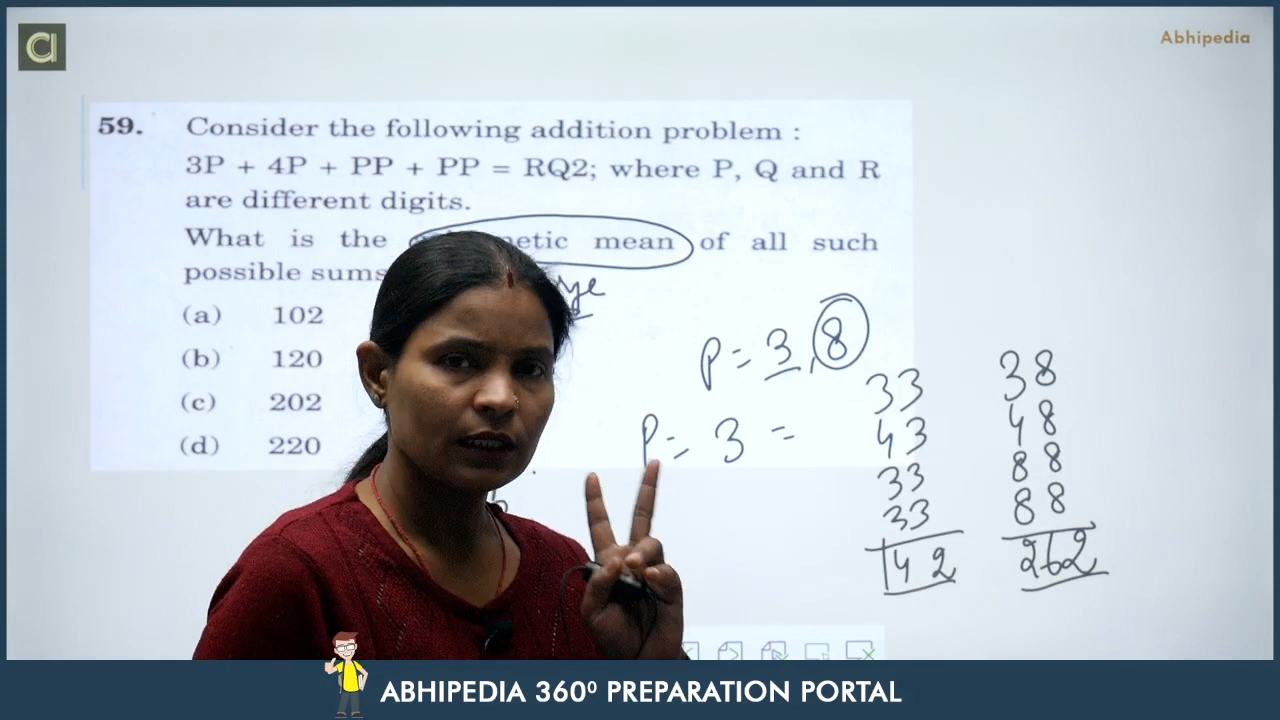 Abhipedia
59. Consider the following addition problem :
3P + 4P + PP + PP = RQ2; where P, Q and R
are different digits.
What is the metic mean of all such
possible sums
(a) 102
(b) 120
(c) 202
(d) 220
P = 3, 8
P = 3 =
33
43
33
33
142
38
48
88
88
262
ABHIPEDIA 360⁰ PREPARATION PORTAL